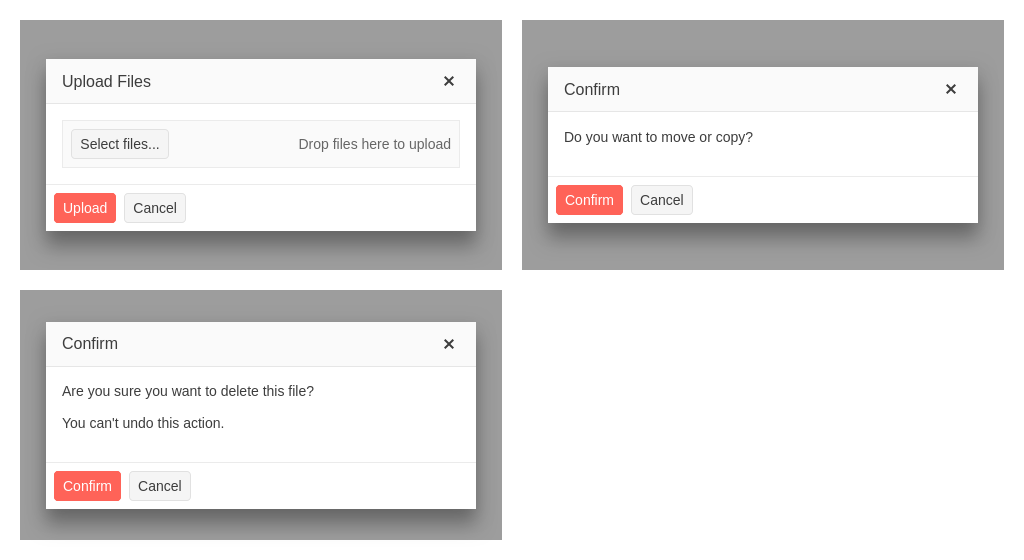 Upload Files
Select files... Drop files here to upload
Upload Cancel
Confirm
Do you want to move or copy?
Confirm Cancel
Confirm
Are you sure you want to delete this file?
You can't undo this action.
Confirm Cancel